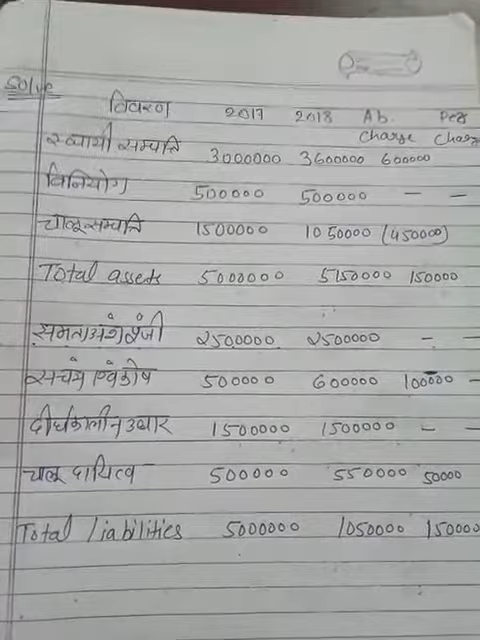 Solve
विवरण 2017 2018 Ab. charge Per charge
स्थायी सम्पत्ति 3000000 3600000 600000
विनियोग 500000 500000 — —
चालू सम्पत्ति 1500000 1050000 (450000)
Total assets 5000000 5150000 150000
समता अंश पूंजी 2500000 2500000 — —
संचय एवं कोष 500000 600000 100000 —
दीर्घकालीन उधार 1500000 1500000 — —
चालू दायित्व 500000 550000 50000
Total liabilities 5000000 1050000 150000